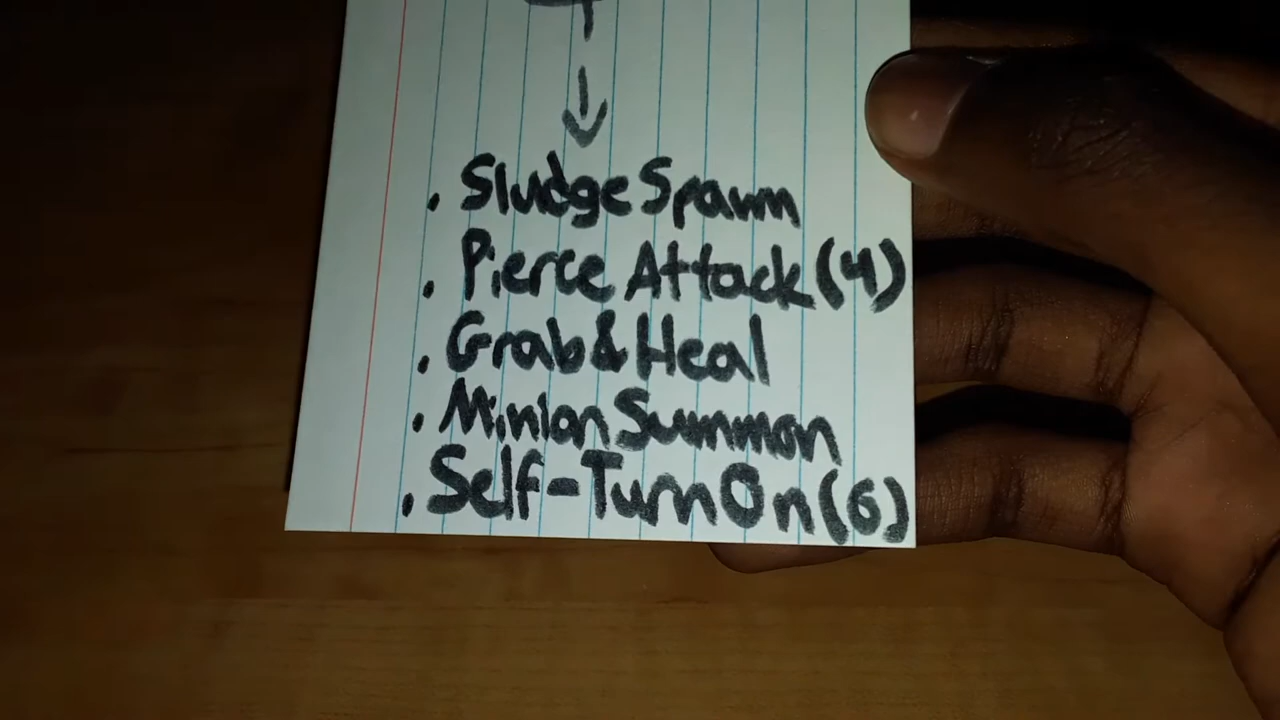 . Sludge Spawn
. Pierce Attack (4)
. Grab & Heal
. Minion Summon
. Self-Turn On (6)